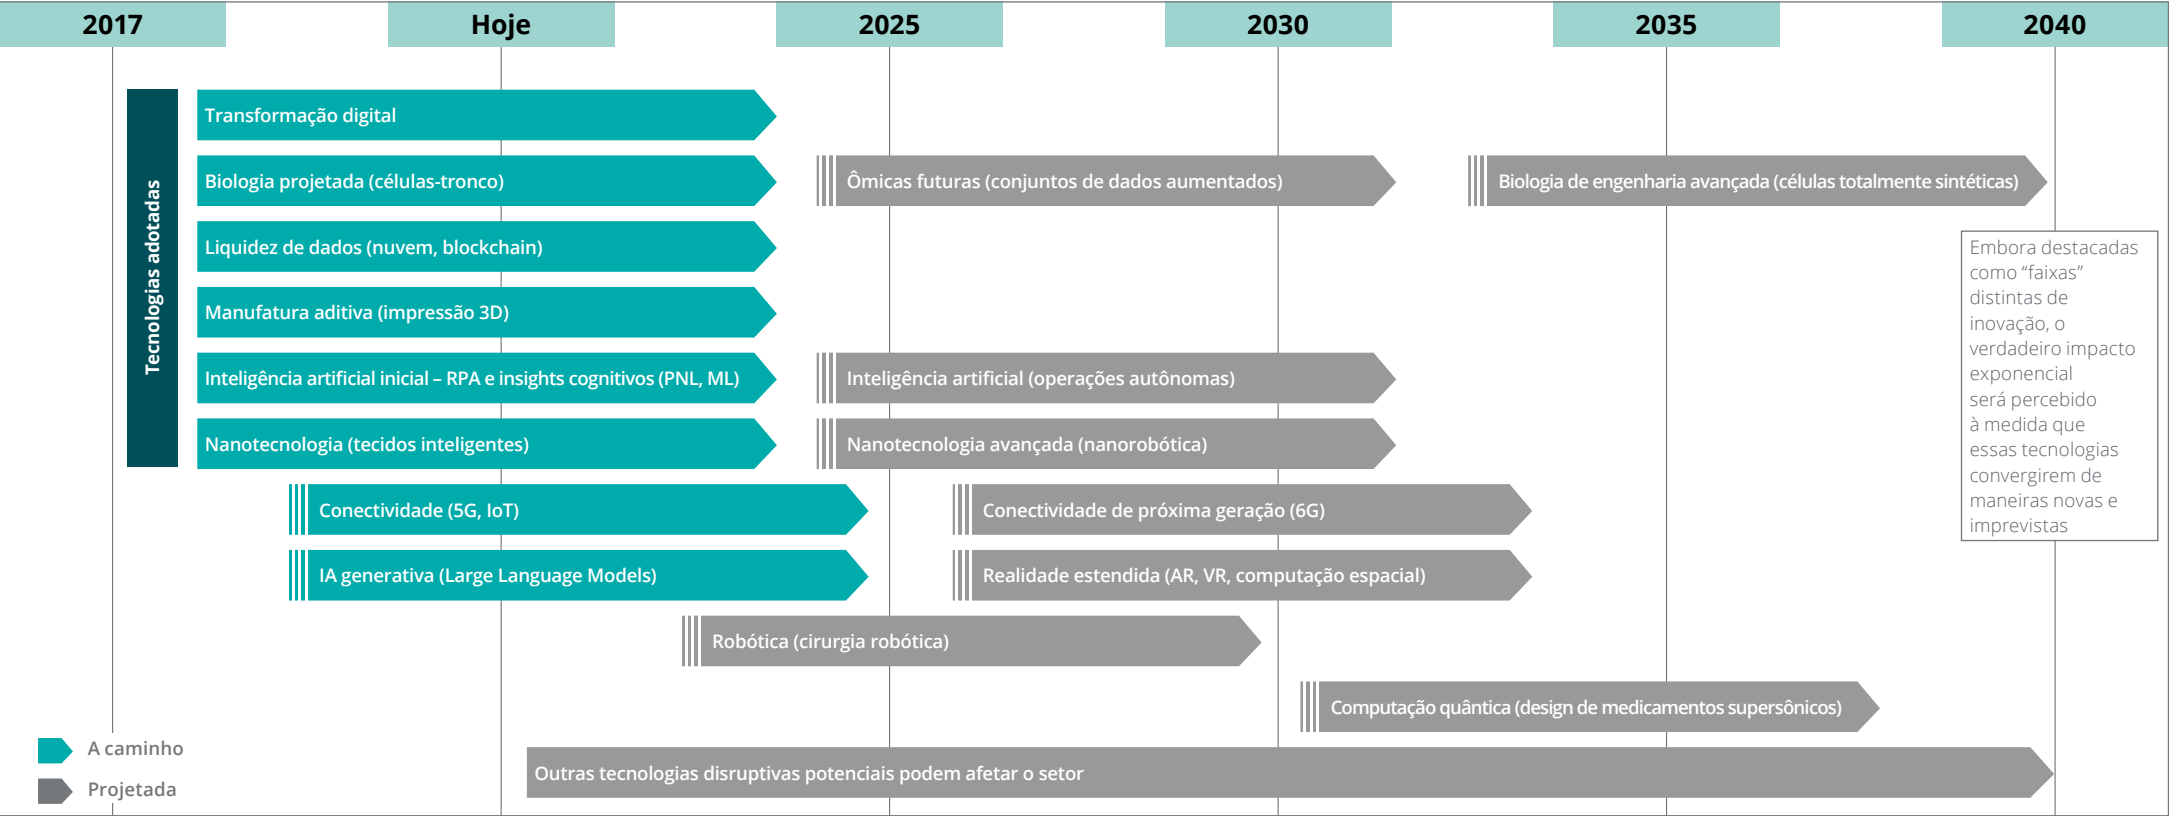 2017
Hoje
2025
2030
2035
2040
Tecnologias adotadas
Transformação digital
Biologia projetada (células-tronco)
Ômicas futuras (conjuntos de dados aumentados)
Biologia de engenharia avançada (células totalmente sintéticas)
Liquidez de dados (nuvem, blockchain)
Manufatura aditiva (impressão 3D)
Inteligência artificial inicial – RPA e insights cognitivos (PNL, ML)
Inteligência artificial (operações autônomas)
Nanotecnologia (tecidos inteligentes)
Nanotecnologia avançada (nanorobótica)
Conectividade (5G, IoT)
Conectividade de próxima geração (6G)
IA generativa (Large Language Models)
Realidade estendida (AR, VR, computação espacial)
Robótica (cirurgia robótica)
Computação quântica (design de medicamentos supersônicos)
Outras tecnologias disruptivas potenciais podem afetar o setor
Embora destacadas
como “faixas”
distintas de
inovação, o
verdadeiro impacto
exponencial
será percebido
à medida que
essas tecnologias
convergirem de
maneiras novas e
imprevistas
A caminho
Projetada